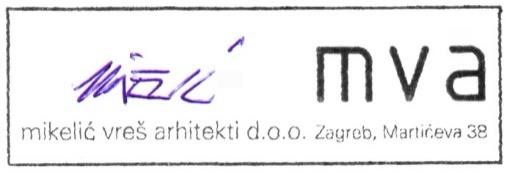 mva
mikelić vreš arhitekti d.o.o. Zagreb, Martićeva 38